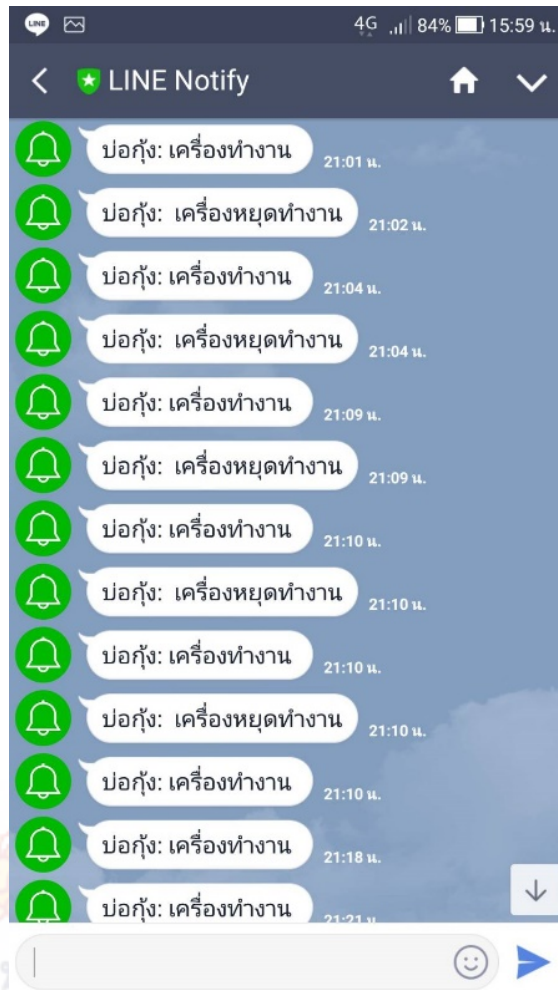 LINE
4G 84% 15:59 น.
LINE Notify
บ่อกุ้ง: เครื่องทำงาน 21:01 น.
บ่อกุ้ง: เครื่องหยุดทำงาน 21:02 น.
บ่อกุ้ง: เครื่องทำงาน 21:04 น.
บ่อกุ้ง: เครื่องหยุดทำงาน 21:04 น.
บ่อกุ้ง: เครื่องทำงาน 21:09 น.
บ่อกุ้ง: เครื่องหยุดทำงาน 21:09 น.
บ่อกุ้ง: เครื่องทำงาน 21:10 น.
บ่อกุ้ง: เครื่องหยุดทำงาน 21:10 น.
บ่อกุ้ง: เครื่องทำงาน 21:10 น.
บ่อกุ้ง: เครื่องหยุดทำงาน 21:10 น.
บ่อกุ้ง: เครื่องทำงาน 21:10 น.
บ่อกุ้ง: เครื่องทำงาน 21:18 น.
บ่อกุ้ง: เครื่องทำงาน 21:21 น.